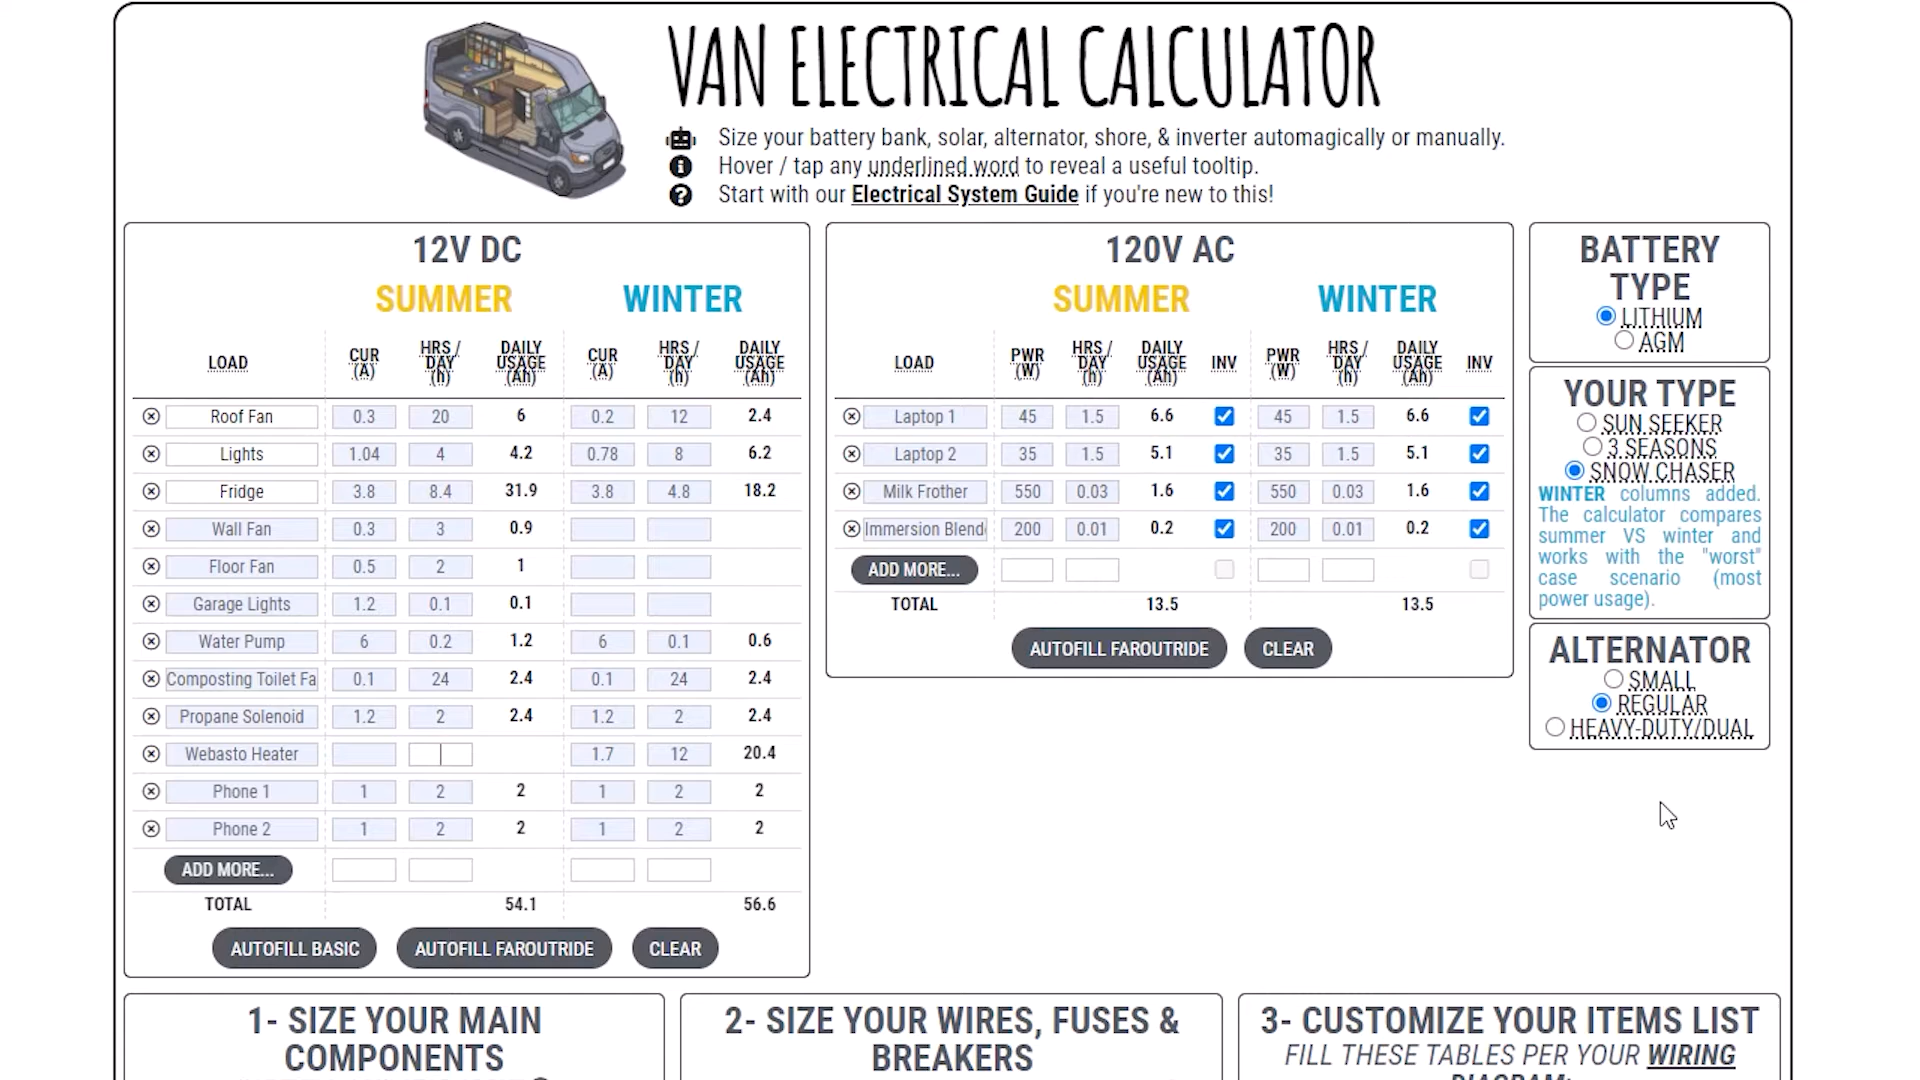 VAN ELECTRICAL CALCULATOR
Size your battery bank, solar, alternator, shore, & inverter automagically or manually.
Hover / tap any underlined word to reveal a useful tooltip.
Start with our Electrical System Guide if you're new to this!
12V DC
SUMMER WINTER
LOAD CUR (A) HRS / DAY (h) DAILY USAGE (Ah) CUR (A) HRS / DAY (h) DAILY USAGE (Ah)
Roof Fan 0.3 20 6 0.2 12 2.4
Lights 1.04 4 4.2 0.78 8 6.2
Fridge 3.8 8.4 31.9 3.8 4.8 18.2
Wall Fan 0.3 3 0.9
Floor Fan 0.5 2 1
Garage Lights 1.2 0.1 0.1
Water Pump 6 0.2 1.2 6 0.1 0.6
Composting Toilet Fa 0.1 24 2.4 0.1 24 2.4
Propane Solenoid 1.2 2 2.4 1.2 2 2.4
Webasto Heater 1.7 12 20.4
Phone 1 1 2 2 1 2 2
Phone 2 1 2 2 1 2 2
ADD MORE...
TOTAL 54.1 56.6
AUTOFILL BASIC AUTOFILL FAROUTRIDE CLEAR
120V AC
SUMMER WINTER
LOAD PWR (W) HRS / DAY (h) DAILY USAGE (Ah) INV PWR (W) HRS / DAY (h) DAILY USAGE (Ah) INV
Laptop 1 45 1.5 6.6 45 1.5 6.6
Laptop 2 35 1.5 5.1 35 1.5 5.1
Milk Frother 550 0.03 1.6 550 0.03 1.6
Immersion Blend 200 0.01 0.2 200 0.01 0.2
ADD MORE...
TOTAL 13.5 13.5
AUTOFILL FAROUTRIDE CLEAR
BATTERY
TYPE
LITHIUM
AGM
YOUR TYPE
SUN SEEKER
3 SEASONS
SNOW CHASER
WINTER columns added.
The calculator compares
summer VS winter and
works with the "worst"
case scenario (most
power usage).
ALTERNATOR
SMALL
REGULAR
HEAVY-DUTY/DUAL
1- SIZE YOUR MAIN
COMPONENTS
2- SIZE YOUR WIRES, FUSES &
BREAKERS
3- CUSTOMIZE YOUR ITEMS LIST
FILL THESE TABLES PER YOUR WIRING
DIAGRAM: